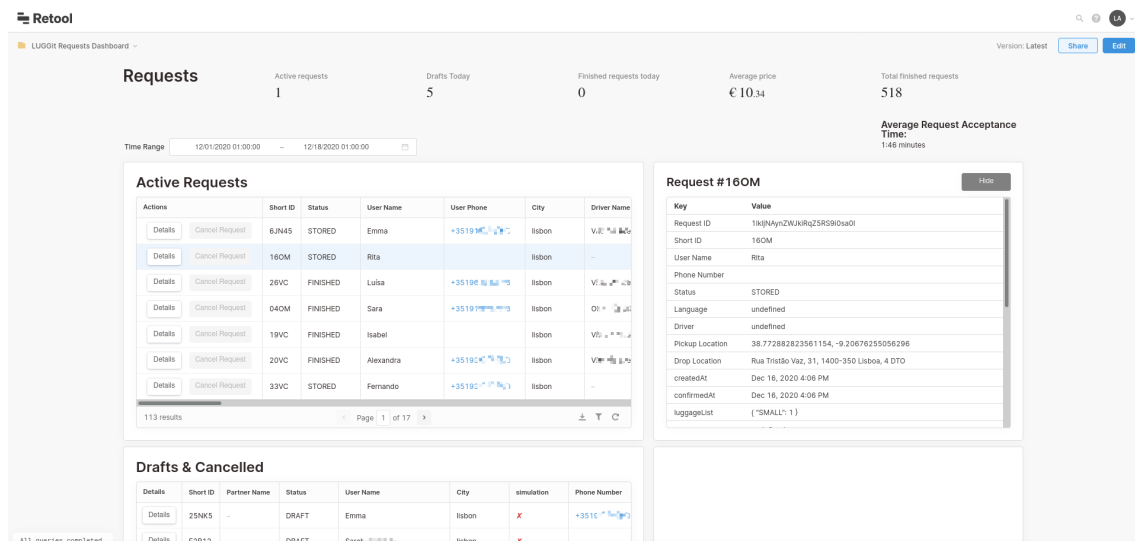 Retool
LA
LUGGit Requests Dashboard
Version: Latest
Share
Edit
Requests
Active requests
1
Drafts Today
5
Finished requests today
0
Average price
€ 10.34
Total finished requests
518
Average Request Acceptance
Time:
1:46 minutes
Time Range 12/01/2020 01:00:00 – 12/18/2020 01:00:00
Active Requests
Actions Short ID Status User Name User Phone City Driver Name
Details Cancel Request 6JN45 STORED Emma +3519 lisbon
Details Cancel Request 16OM STORED Rita lisbon –
Details Cancel Request 26VC FINISHED Luísa +3519 lisbon
Details Cancel Request 04OM FINISHED Sara +3519 lisbon
Details Cancel Request 19VC FINISHED Isabel lisbon
Details Cancel Request 20VC FINISHED Alexandra +3519 lisbon
Details Cancel Request 33VC STORED Fernando +3519 lisbon –
113 results
Page 1 of 17
Request #16OM
Hide
Key Value
Request ID
Short ID 16OM
User Name Rita
Phone Number
Status STORED
Language undefined
Driver undefined
Pickup Location 38.772882823561154, -9.20676255056296
Drop Location Rua Tristão Vaz, 31, 1400-350 Lisboa, 4 DTO
createdAt Dec 16, 2020 4:06 PM
confirmedAt Dec 16, 2020 4:06 PM
luggageList { "SMALL": 1 }
Drafts & Cancelled
Details Short ID Partner Name Status User Name City simulation Phone Number
Details 25NK5 – DRAFT Emma lisbon ✗ +351
Details DRAFT lisbon ✗
All queries completed